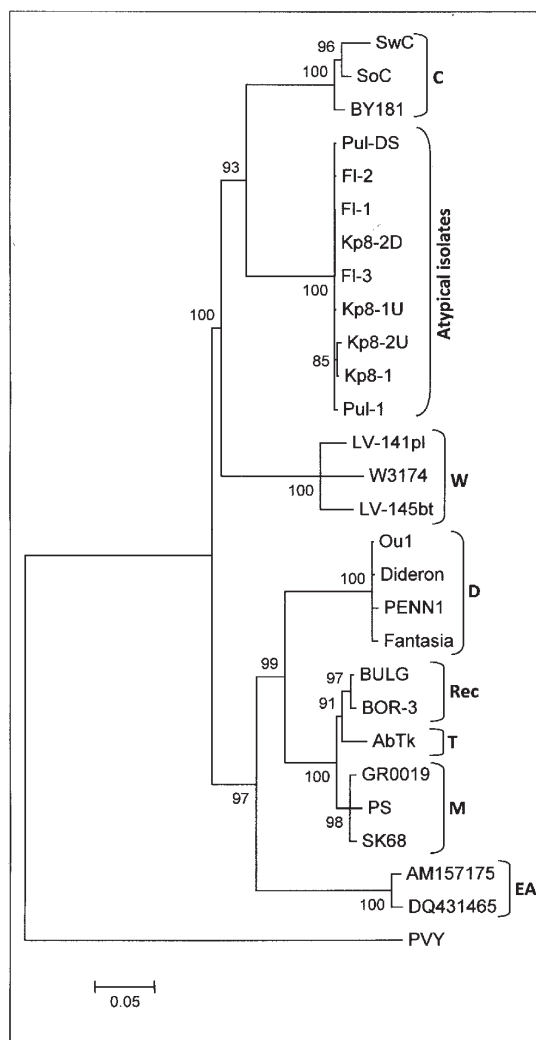 96
SwC
100
SoC
C
BY181
Pul-DS
93
Fl-2
Fl-1
Kp8-2D
Fl-3
100
Kp8-1U
100
Kp8-2U
85
Kp8-1
Pul-1
Atypical isolates
LV-141pl
W3174
W
100
LV-145bt
Ou1
100
Dideron
D
PENN1
Fantasia
99
97
BULG
Rec
91
BOR-3
AbTk
T
100
GR0019
PS
M
98
SK68
97
AM157175
EA
100
DQ431465
PVY
0.05